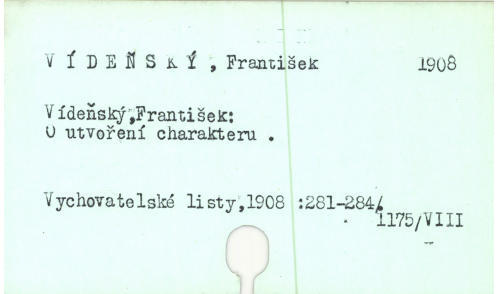 V Í D E Ň S K Ý , František 1908
Vídeňský,František:
O utvoření charakteru .
Vychovatelské listy,1908 :281-284/.
1175/VIII